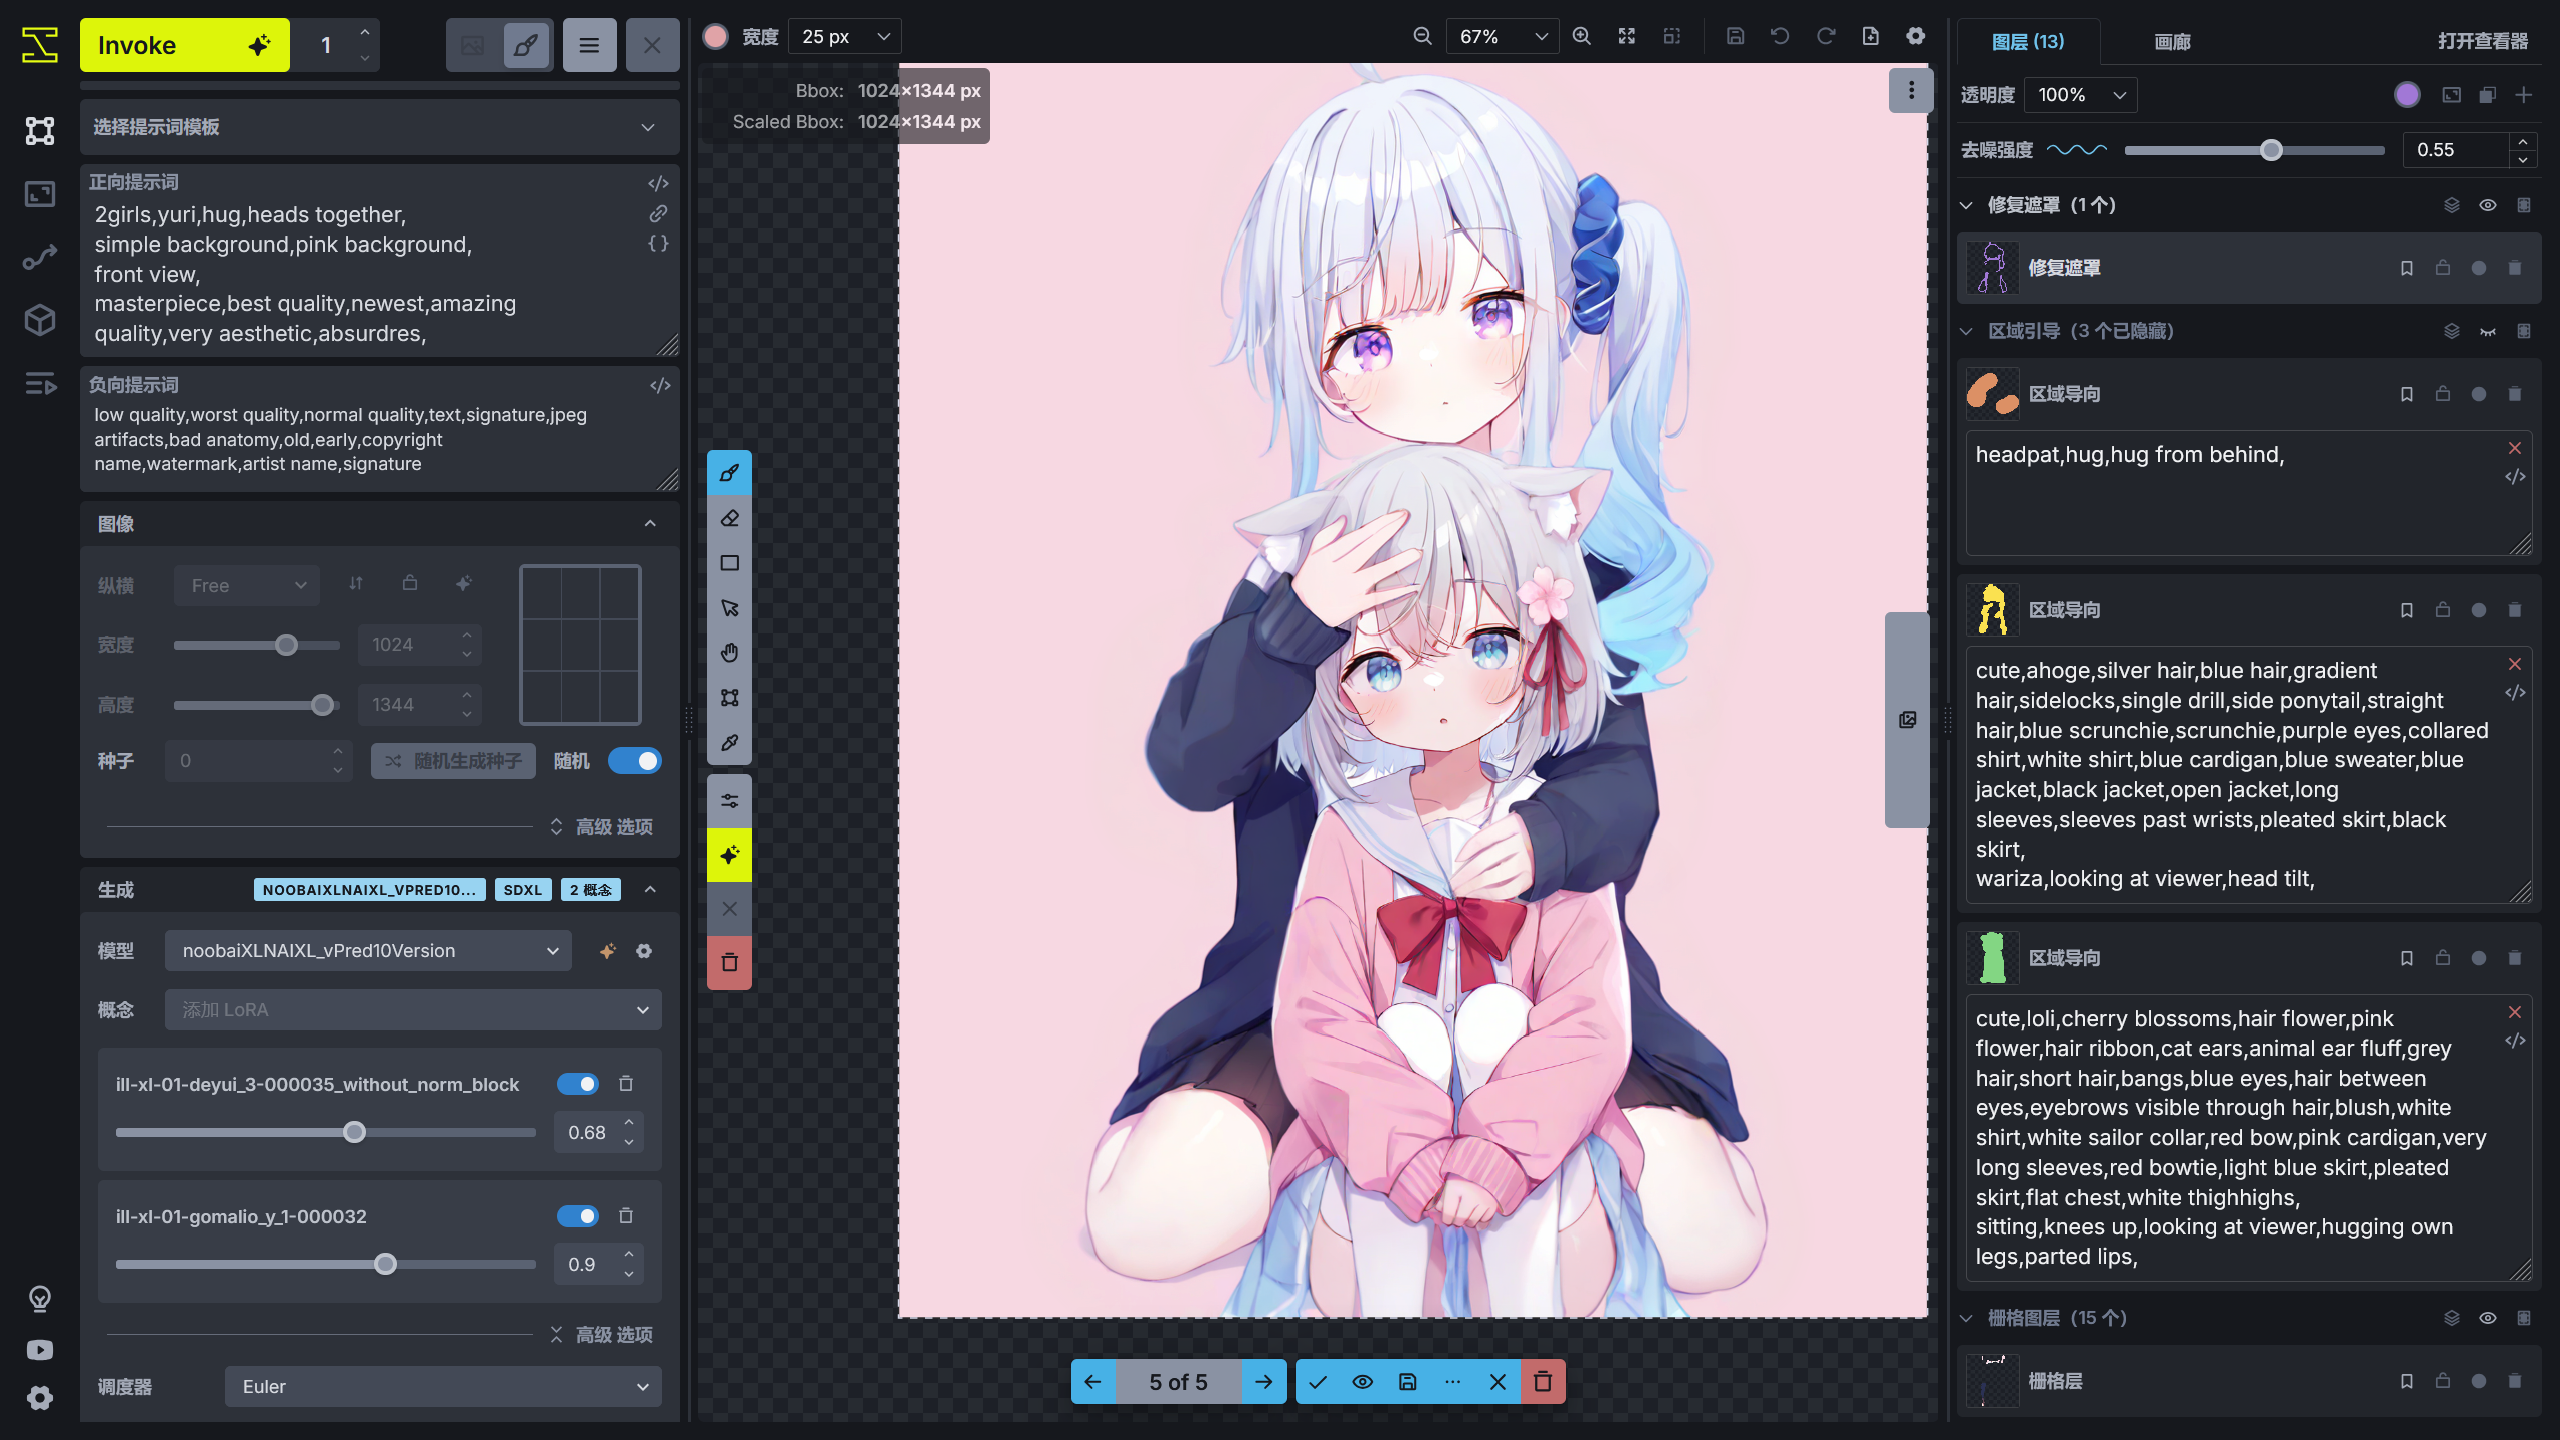 Invoke
1
选择提示词模板
正向提示词
2girls,yuri,hug,heads together,
simple background,pink background,
front view,
masterpiece,best quality,newest,amazing
quality,very aesthetic,absurdres,
负向提示词
low quality,worst quality,normal quality,text,signature,jpeg
artifacts,bad anatomy,old,early,copyright
name,watermark,artist name,signature
图像
纵横
Free
宽度
1024
高度
1344
种子
0
随机生成种子
随机
高级 选项
生成
NOOBAIXLNAIXL_VPRED10...
SDXL
2 概念
模型
noobaiXLNAIXL_vPred10Version
概念
添加 LoRA
ill-xl-01-deyui_3-000035_without_norm_block
0.68
ill-xl-01-gomalio_y_1-000032
0.9
高级 选项
调度器
Euler
宽度
25 px
67%
Bbox: 1024×1344 px
Scaled Bbox: 1024×1344 px
5 of 5
图层 (13)
画廊
打开查看器
透明度
100%
去噪强度
0.55
修复遮罩（1 个）
修复遮罩
区域引导（3 个已隐藏）
区域导向
headpat,hug,hug from behind,
区域导向
cute,ahoge,silver hair,blue hair,gradient
hair,sidelocks,single drill,side ponytail,straight
hair,blue scrunchie,scrunchie,purple eyes,collared
shirt,white shirt,blue cardigan,blue sweater,blue
jacket,black jacket,open jacket,long
sleeves,sleeves past wrists,pleated skirt,black
skirt,
wariza,looking at viewer,head tilt,
区域导向
cute,loli,cherry blossoms,hair flower,pink
flower,hair ribbon,cat ears,animal ear fluff,grey
hair,short hair,bangs,blue eyes,hair between
eyes,eyebrows visible through hair,blush,white
shirt,white sailor collar,red bow,pink cardigan,very
long sleeves,red bowtie,light blue skirt,pleated
skirt,flat chest,white thighhighs,
sitting,knees up,looking at viewer,hugging own
legs,parted lips,
栅格图层（15 个）
栅格层